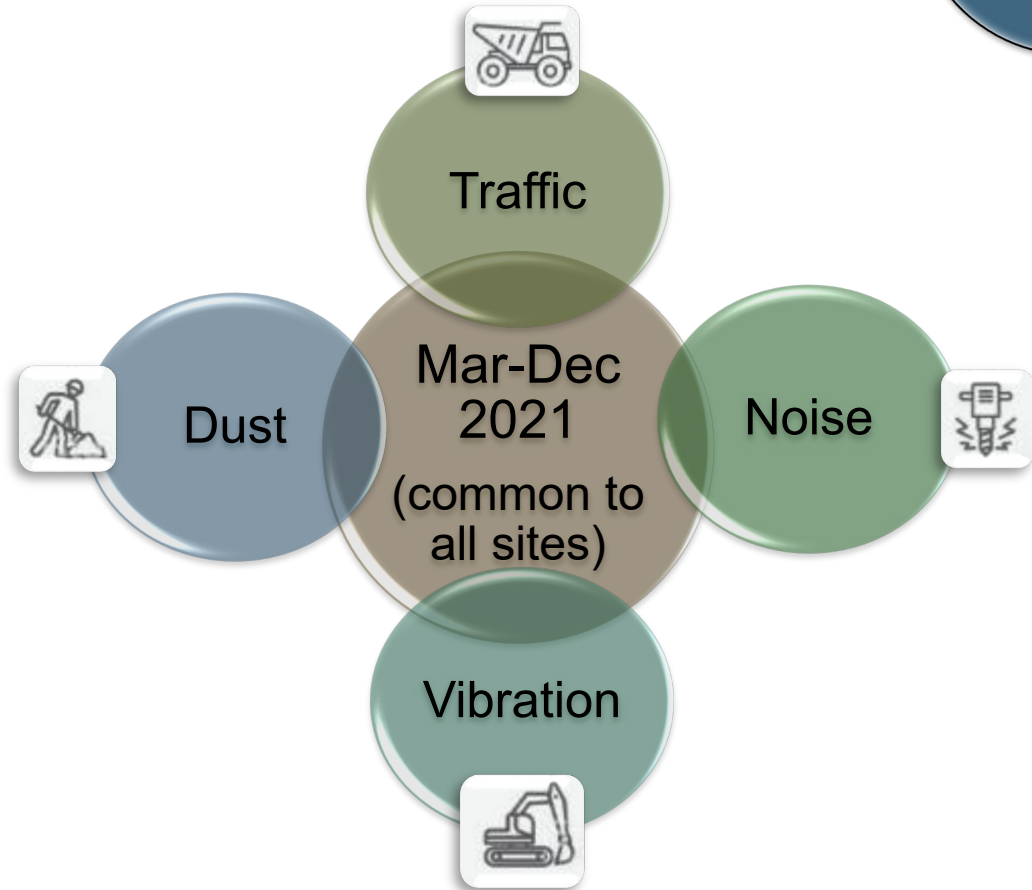 Traffic
Mar-Dec
2021
(common to
all sites)
Dust
Noise
Vibration